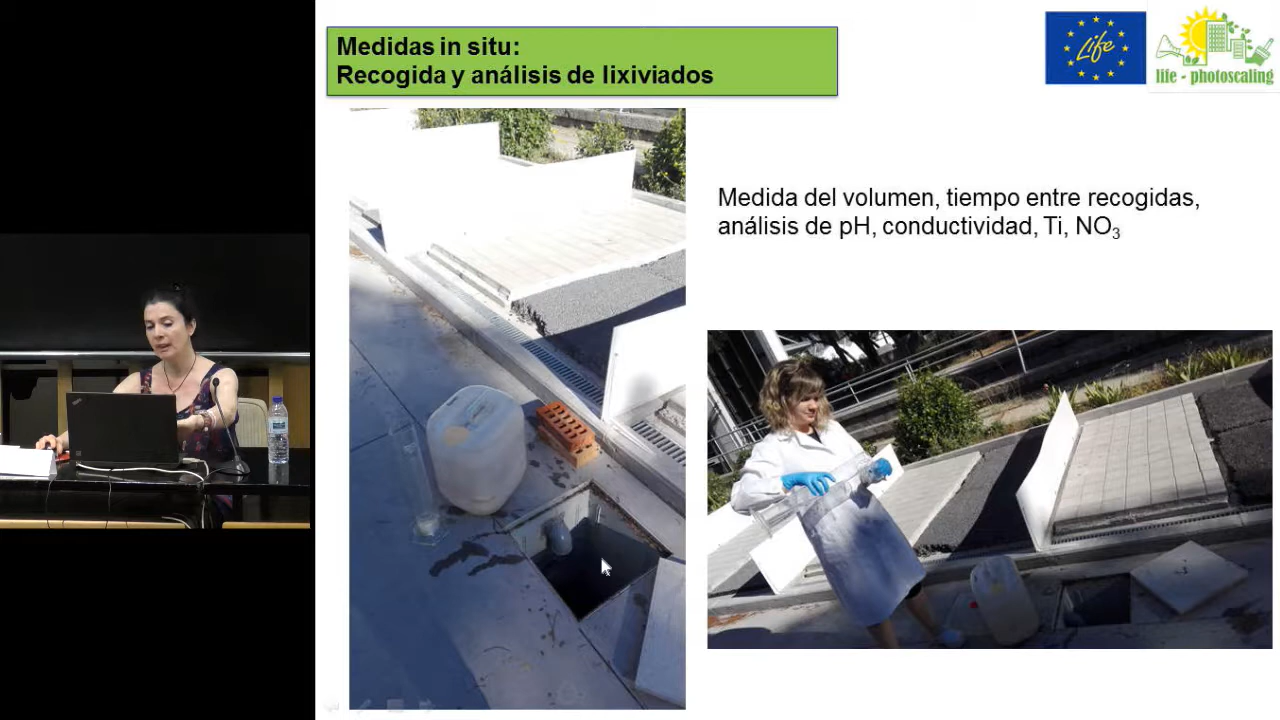 Medidas in situ:
Recogida y análisis de lixiviados
Life
life - photoscaling
Medida del volumen, tiempo entre recogidas,
análisis de pH, conductividad, Ti, NO3